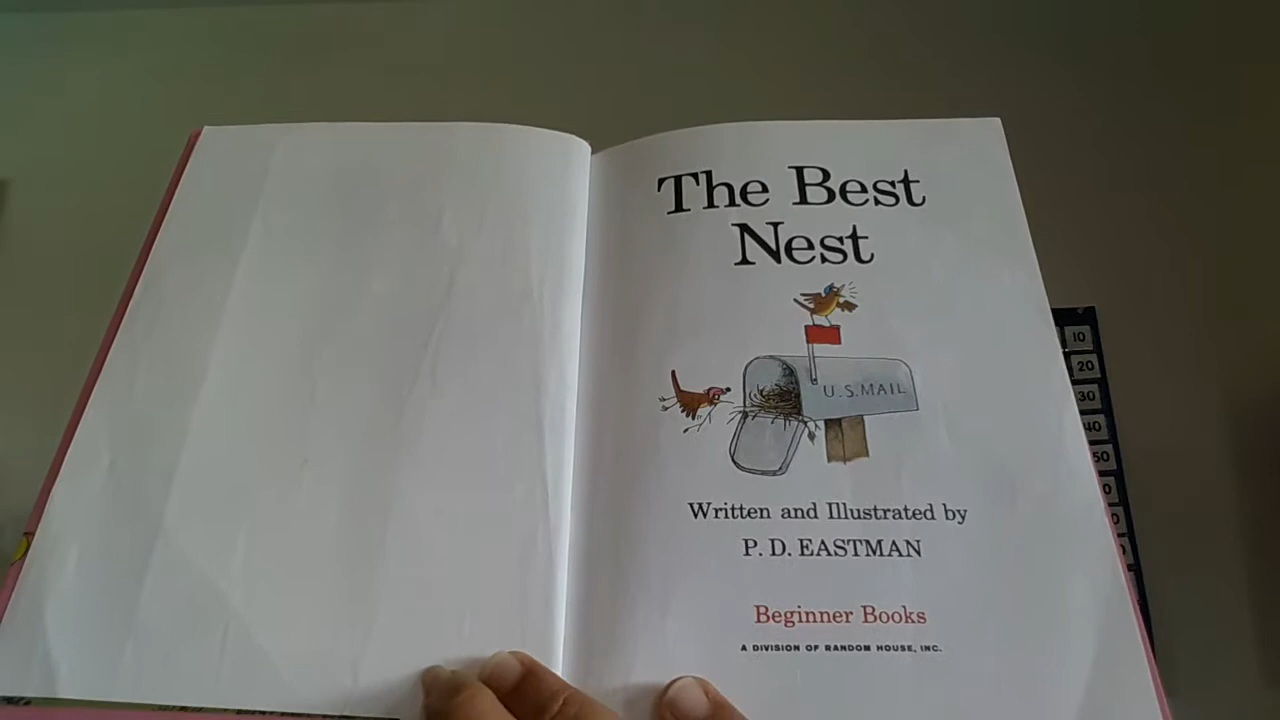 The Best
Nest
U.S.MAIL
Written and Illustrated by
P. D. EASTMAN
Beginner Books
A DIVISION OF RANDOM HOUSE, INC.
10
20
30
40
50